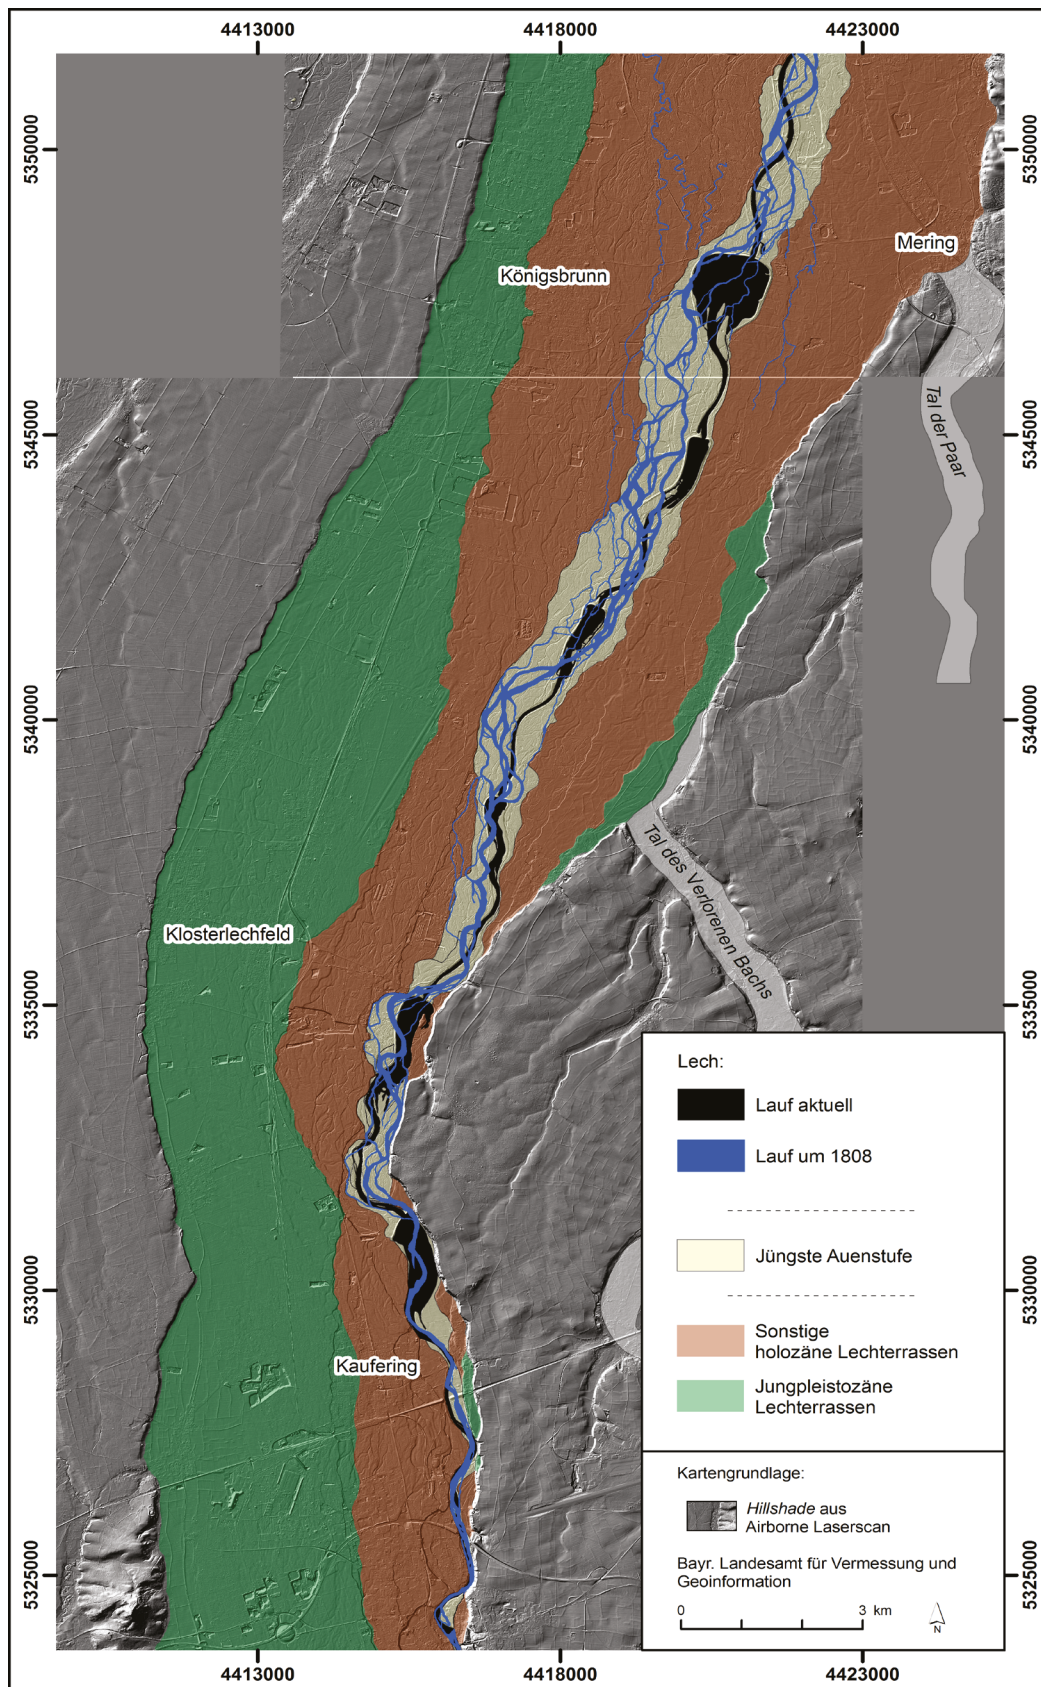 4413000 4418000 4423000
5350000 5350000
Mering
Königsbrunn
Tal der Paar
5345000 5345000
5340000 5340000
Tal des Verlorenen Bachs
Klosterlechfeld
5335000 5335000
Lech:
Lauf aktuell
Lauf um 1808
Jüngste Auenstufe
5330000 5330000
Sonstige
holozäne Lechterrassen
Kaufering
Jungpleistozäne
Lechterrassen
Kartengrundlage:
Hillshade aus
Airborne Laserscan
Bayr. Landesamt für Vermessung und
Geoinformation
5325000 5325000
0 3 km
N
4413000 4418000 4423000